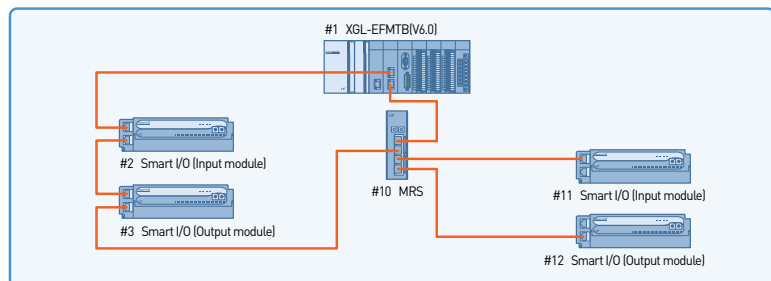 #1 XGL-EFMTB(V6.0)
#2 Smart I/O (Input module)
#3 Smart I/O (Output module)
#10 MRS
#11 Smart I/O (Input module)
#12 Smart I/O (Output module)